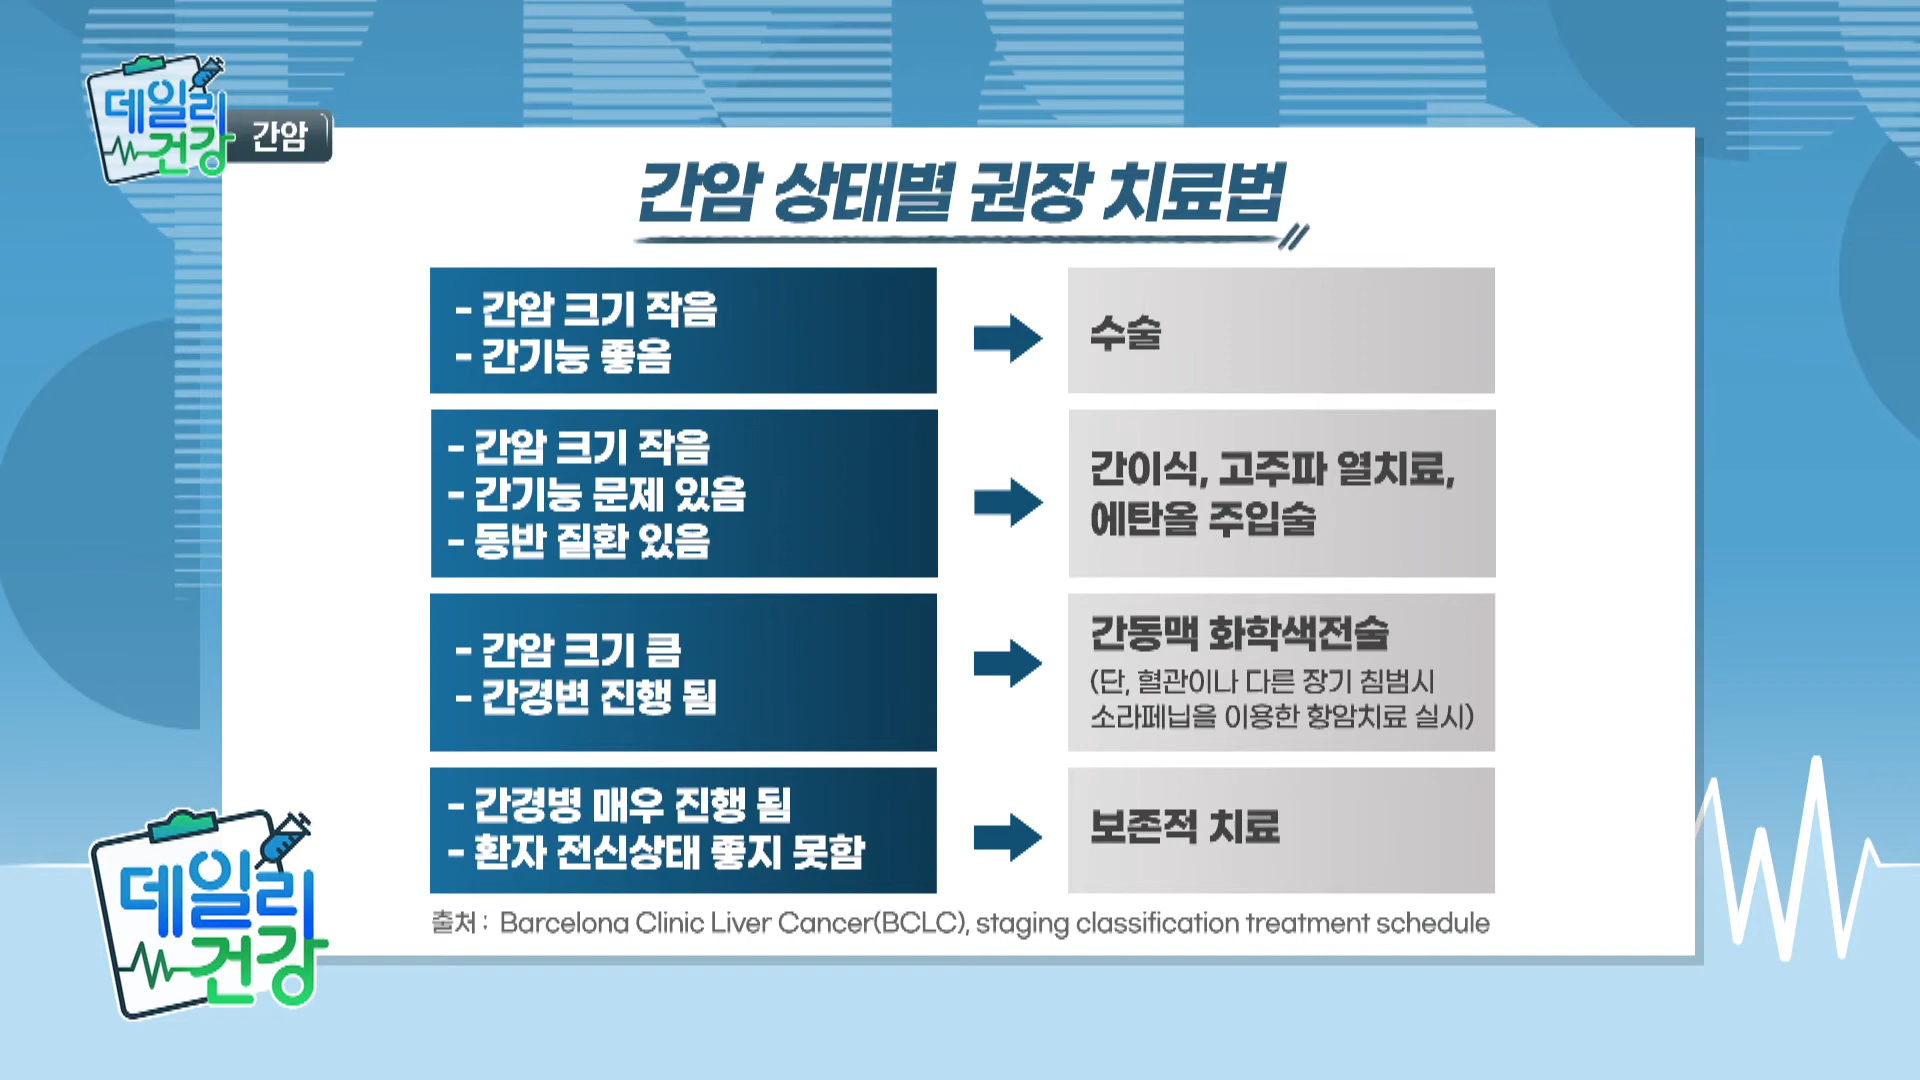 데일리
건강
간암
간암 상태별 권장 치료법
- 간암 크기 작음
- 간기능 좋음
수술
- 간암 크기 작음
- 간기능 문제 있음
- 동반 질환 있음
간이식, 고주파 열치료,
에탄올 주입술
- 간암 크기 큼
- 간경변 진행 됨
간동맥 화학색전술
(단, 혈관이나 다른 장기 침범시
소라페닙을 이용한 항암치료 실시)
- 간경병 매우 진행 됨
- 환자 전신상태 좋지 못함
보존적 치료
출처 : Barcelona Clinic Liver Cancer(BCLC), staging classification treatment schedule
데일리
건강